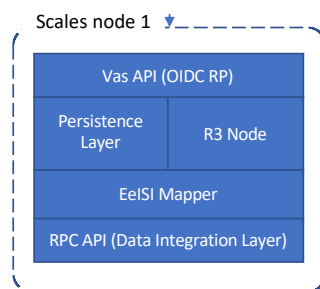 Scales node 1
Vas API (OIDC RP)
Persistence
Layer
R3 Node
EeISI Mapper
RPC API (Data Integration Layer)